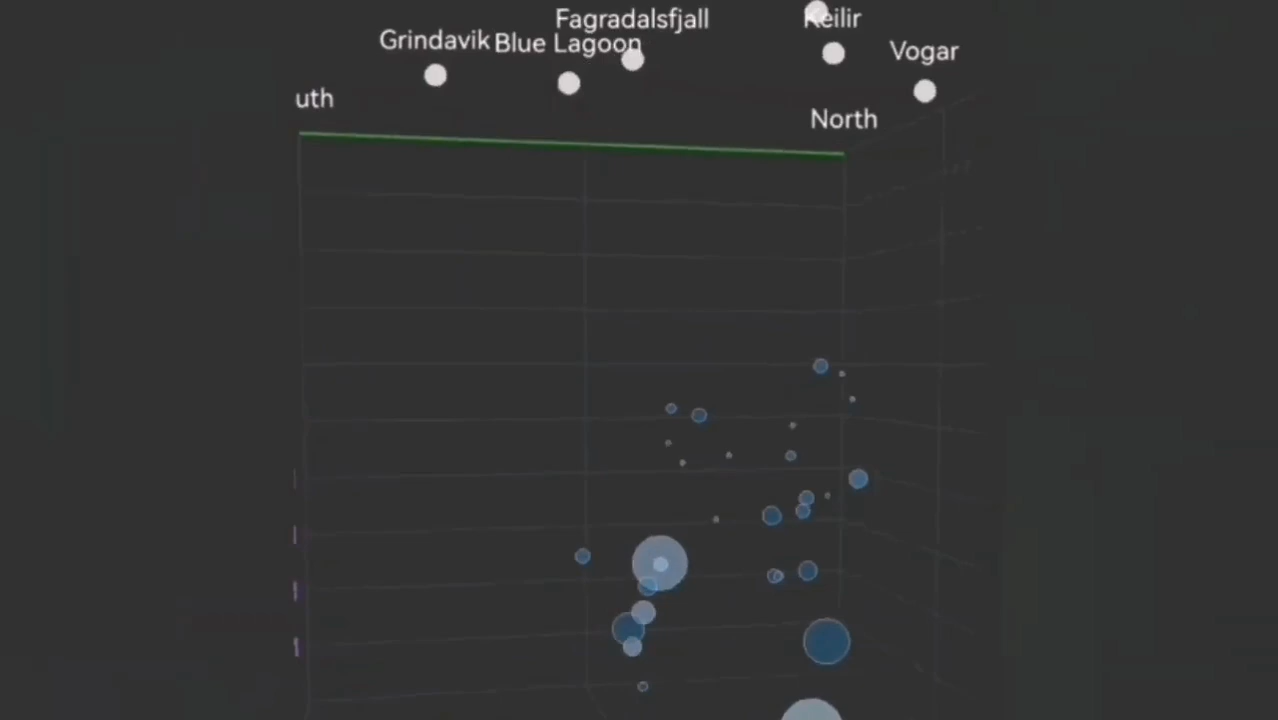 Fagradalsfjall
Keilir
Grindavik
Blue Lagoon
Vogar
uth
North